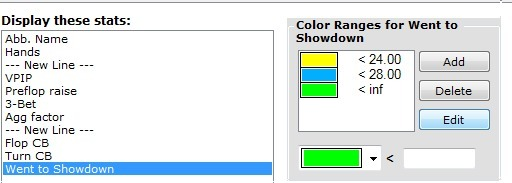 Display these stats:
Abb. Name
Hands
--- New Line ---
VPIP
Preflop raise
3-Bet
Agg factor
--- New Line ---
Flop CB
Turn CB
Went to Showdown
Color Ranges for Went to
Showdown
< 24.00
< 28.00
< inf
Add
Delete
Edit
<